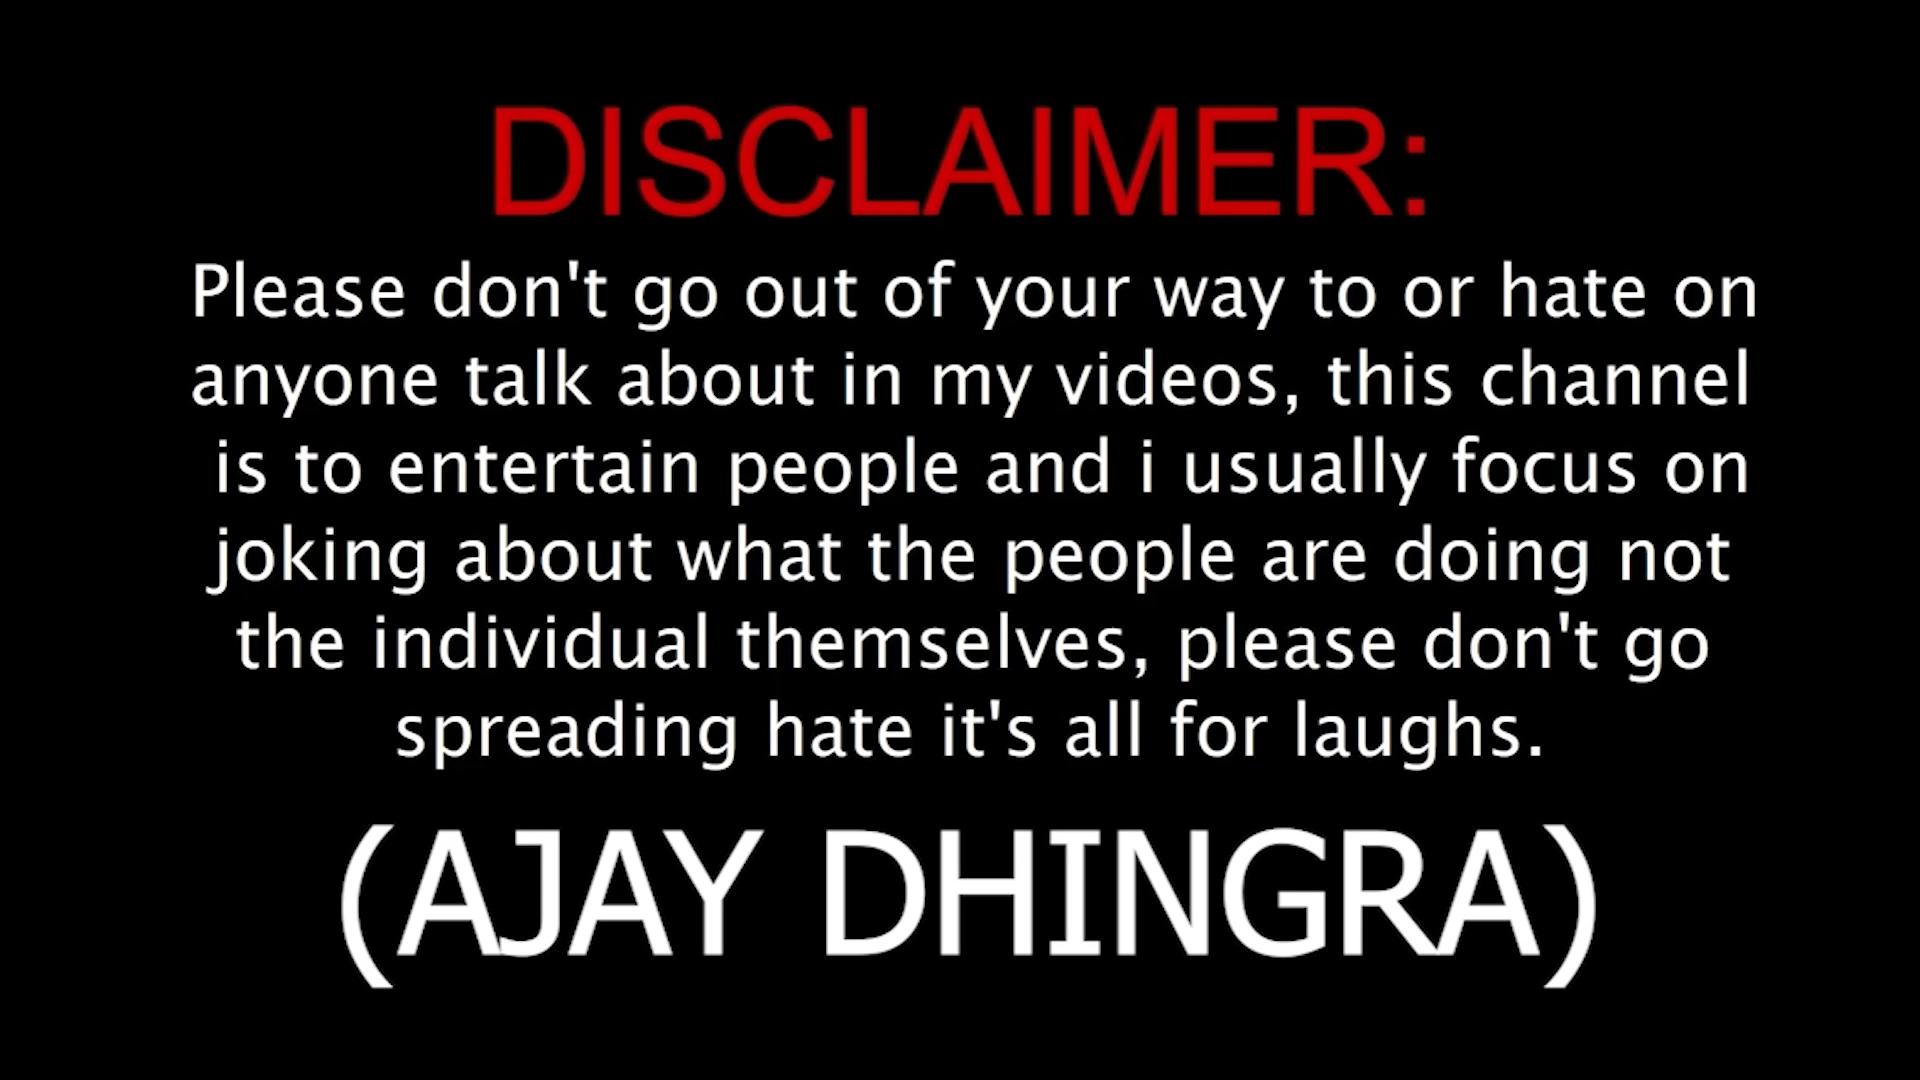 DISCLAIMER:
Please don't go out of your way to or hate on
anyone talk about in my videos, this channel
is to entertain people and i usually focus on
joking about what the people are doing not
the individual themselves, please don't go
spreading hate it's all for laughs.
(AJAY DHINGRA)